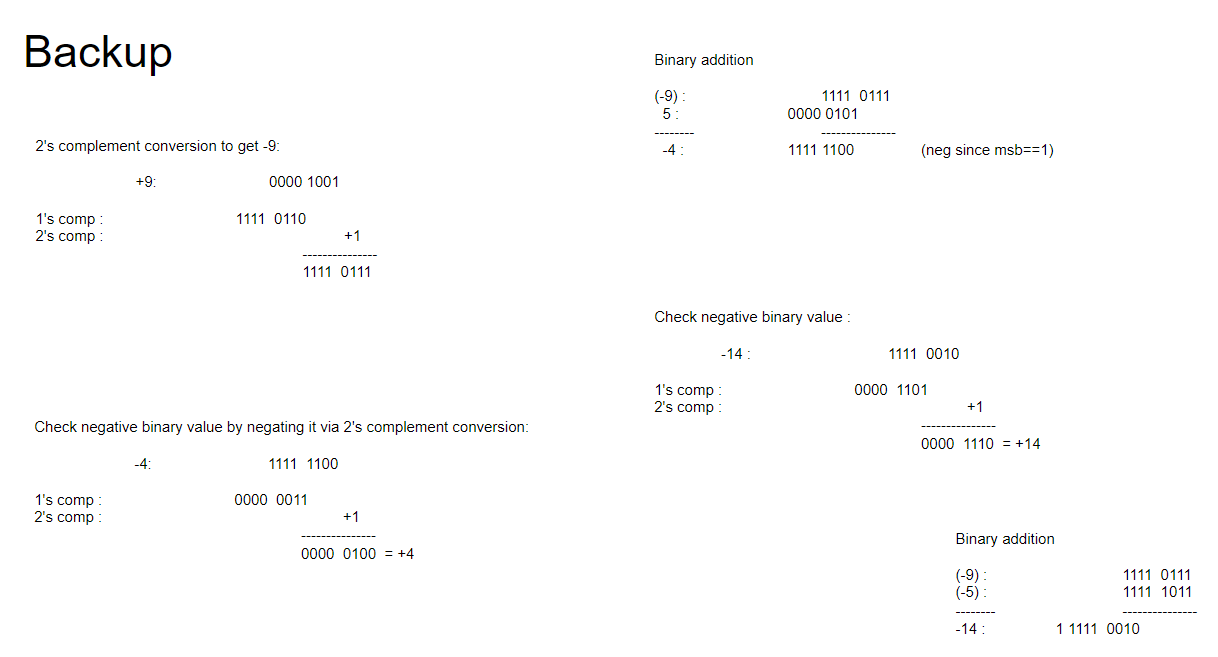 Backup
2's complement conversion to get -9:
+9: 0000 1001
1's comp : 1111 0110
2's comp : +1
---------------
1111 0111
Check negative binary value by negating it via 2's complement conversion:
-4: 1111 1100
1's comp : 0000 0011
2's comp : +1
---------------
0000 0100 = +4
Binary addition
(-9) : 1111 0111
5 : 0000 0101
-------- ---------------
-4 : 1111 1100 (neg since msb==1)
Check negative binary value :
-14 : 1111 0010
1's comp : 0000 1101
2's comp : +1
---------------
0000 1110 = +14
Binary addition
(-9) : 1111 0111
(-5) : 1111 1011
-------- ---------------
-14 : 1 1111 0010